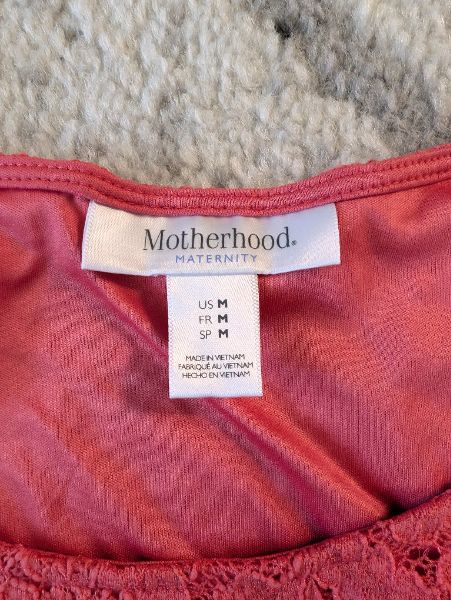 Motherhood®
MATERNITY
US M
FR M
SP M
MADE IN VIETNAM
FABRIQUÉ AU VIETNAM
HECHO EN VIETNAM